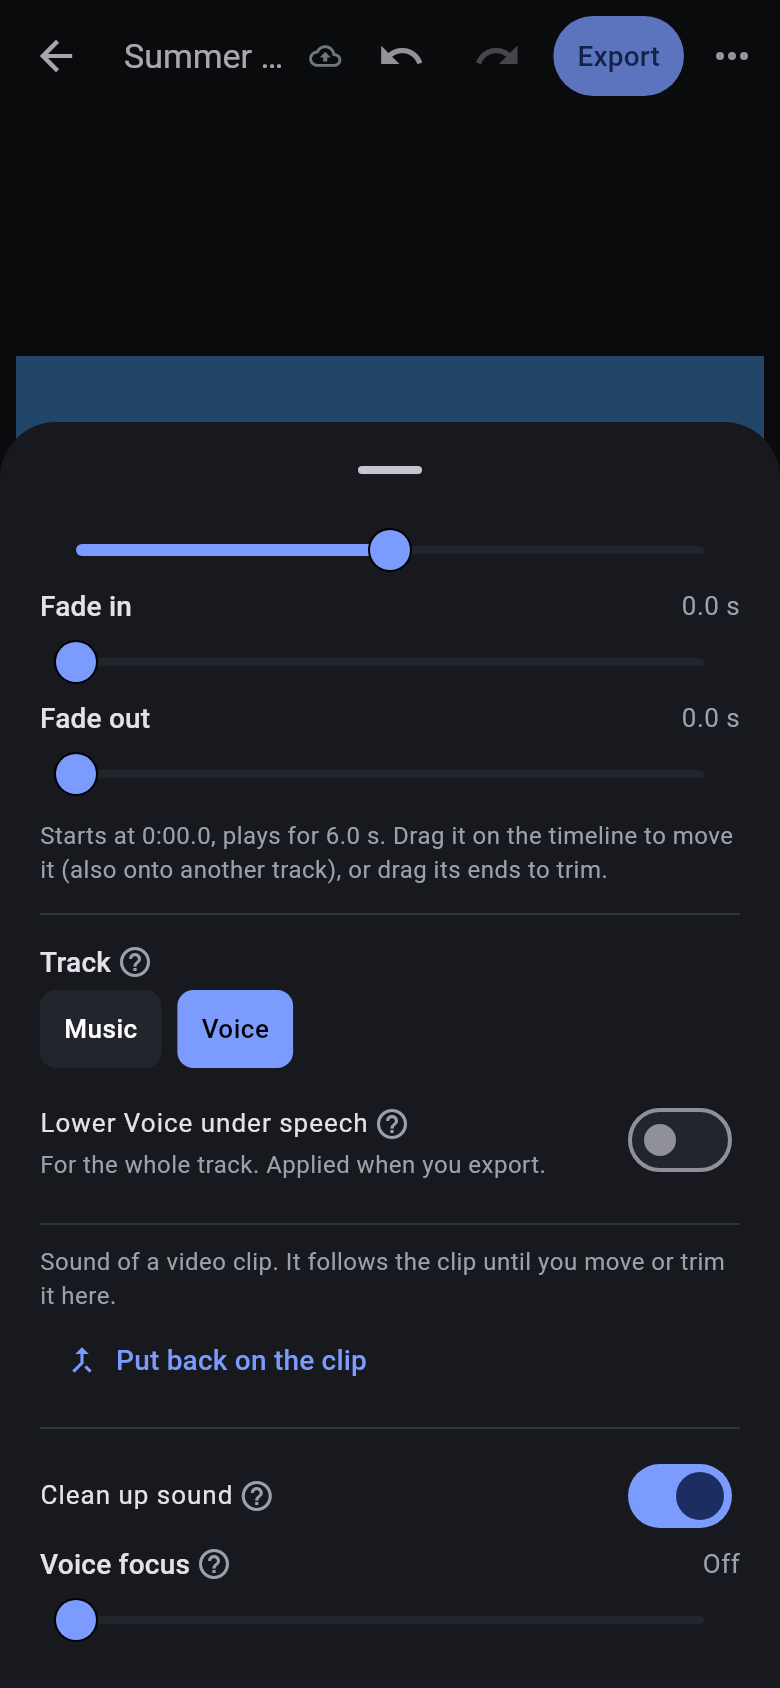 Summer ...
Export
Fade in
0.0 s
Fade out
0.0 s
Starts at 0:00.0, plays for 6.0 s. Drag it on the timeline to move
it (also onto another track), or drag its ends to trim.
Track
Music
Voice
Lower Voice under speech
For the whole track. Applied when you export.
Sound of a video clip. It follows the clip until you move or trim
it here.
Put back on the clip
Clean up sound
Voice focus
Off